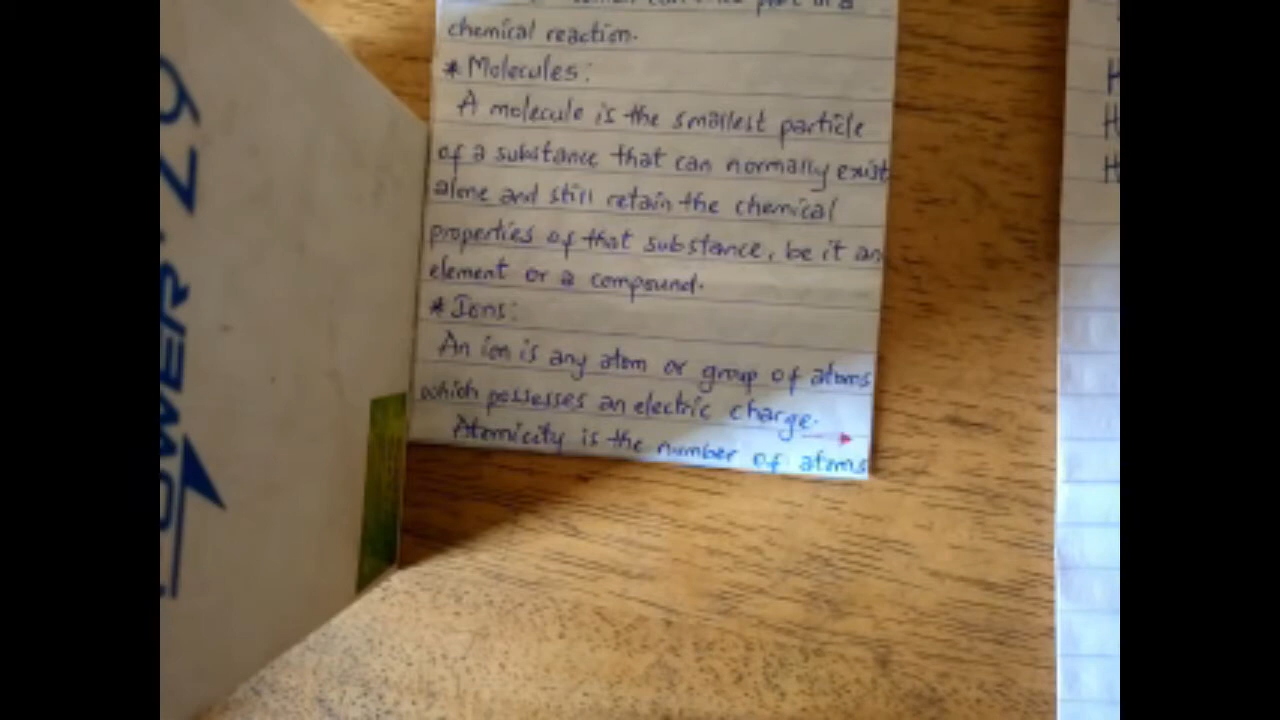 part in a
chemical reaction.
* Molecules:
A molecule is the smallest particle
of a substance that can normally exist
alone and still retain the chemical
properties of that substance, be it an
element or a compound.
* Ions:
An ion is any atom or group of atoms
which possesses an electric charge.
Atomicity is the number of atoms
H
H
H